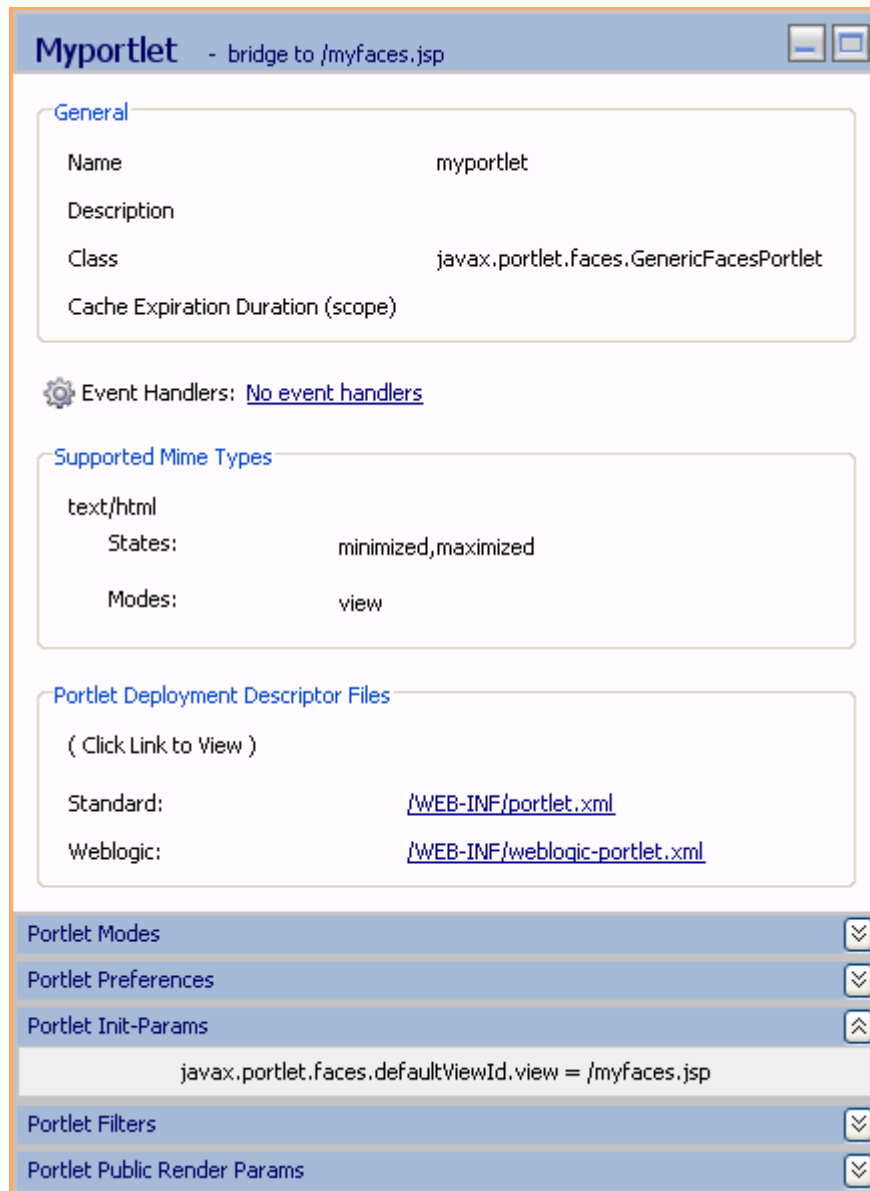 Myportlet - bridge to /myfaces.jsp
General
Name myportlet
Description
Class javax.portlet.faces.GenericFacesPortlet
Cache Expiration Duration (scope)
Event Handlers: No event handlers
Supported Mime Types
text/html
States: minimized,maximized
Modes: view
Portlet Deployment Descriptor Files
( Click Link to View )
Standard: /WEB-INF/portlet.xml
Weblogic: /WEB-INF/weblogic-portlet.xml
Portlet Modes
Portlet Preferences
Portlet Init-Params
javax.portlet.faces.defaultViewId.view = /myfaces.jsp
Portlet Filters
Portlet Public Render Params